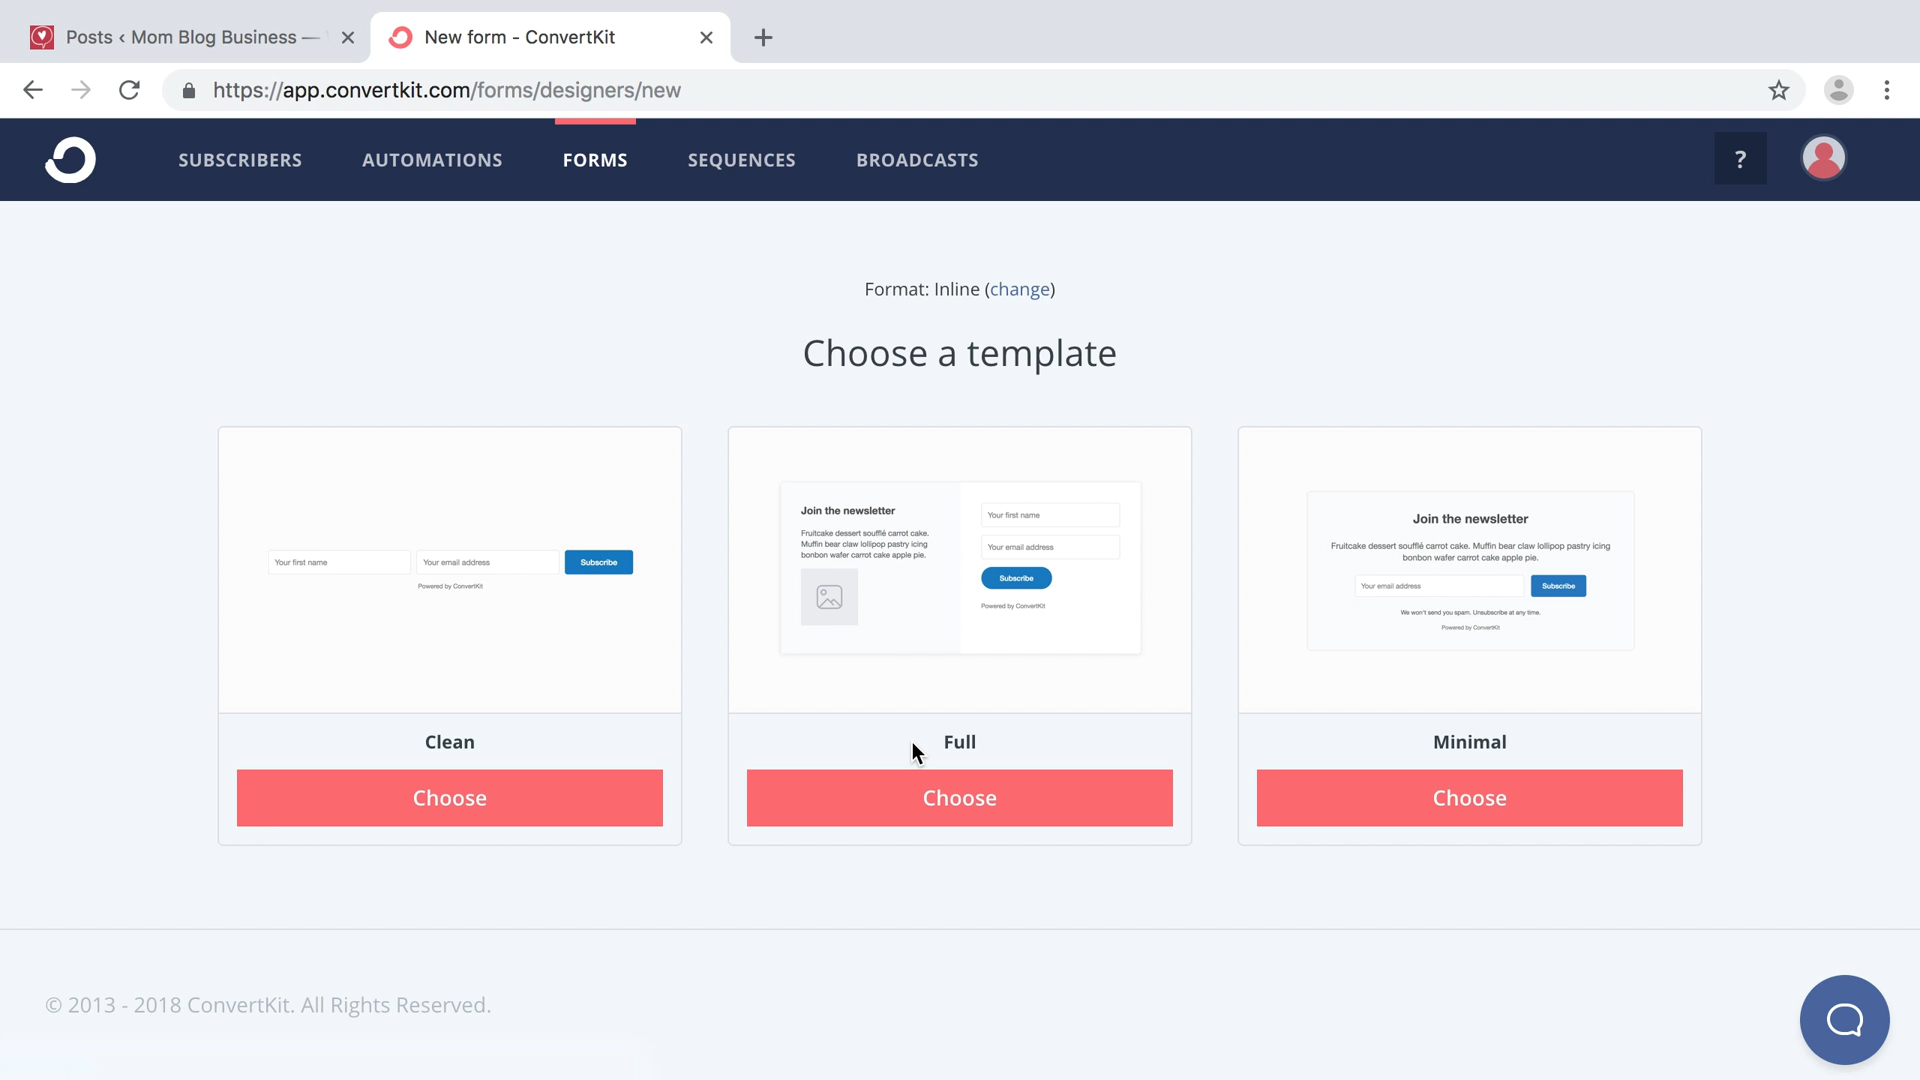 Posts ‹ Mom Blog Business —
New form - ConvertKit
https://app.convertkit.com/forms/designers/new
SUBSCRIBERS AUTOMATIONS FORMS SEQUENCES BROADCASTS ?
Format: Inline (change)
Choose a template
Your first name Your email address Subscribe
Powered by ConvertKit
Clean
Choose
Join the newsletter
Fruitcake dessert soufflé carrot cake.
Muffin bear claw lollipop pastry icing
bonbon wafer carrot cake apple pie.
Your first name
Your email address
Subscribe
Powered by ConvertKit
Full
Choose
Join the newsletter
Fruitcake dessert soufflé carrot cake. Muffin bear claw lollipop pastry icing
bonbon wafer carrot cake apple pie.
Your email address Subscribe
We won't send you spam. Unsubscribe at any time.
Powered by ConvertKit
Minimal
Choose
© 2013 - 2018 ConvertKit. All Rights Reserved.